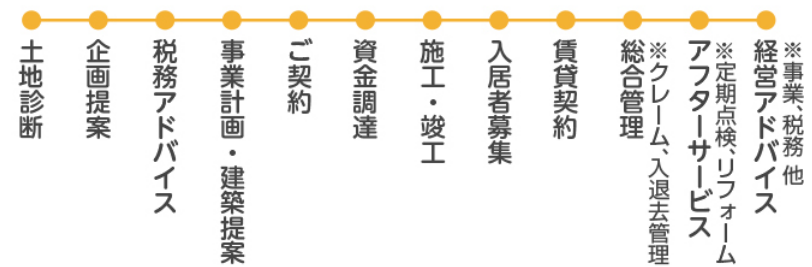 土地診断
企画提案
税務アドバイス
事業計画・建築提案
ご契約
資金調達
施工・竣工
入居者募集
賃貸契約
総合管理
※クレーム、入退去管理
アフターサービス
※定期点検、リフォーム
経営アドバイス
※事業、税務 他